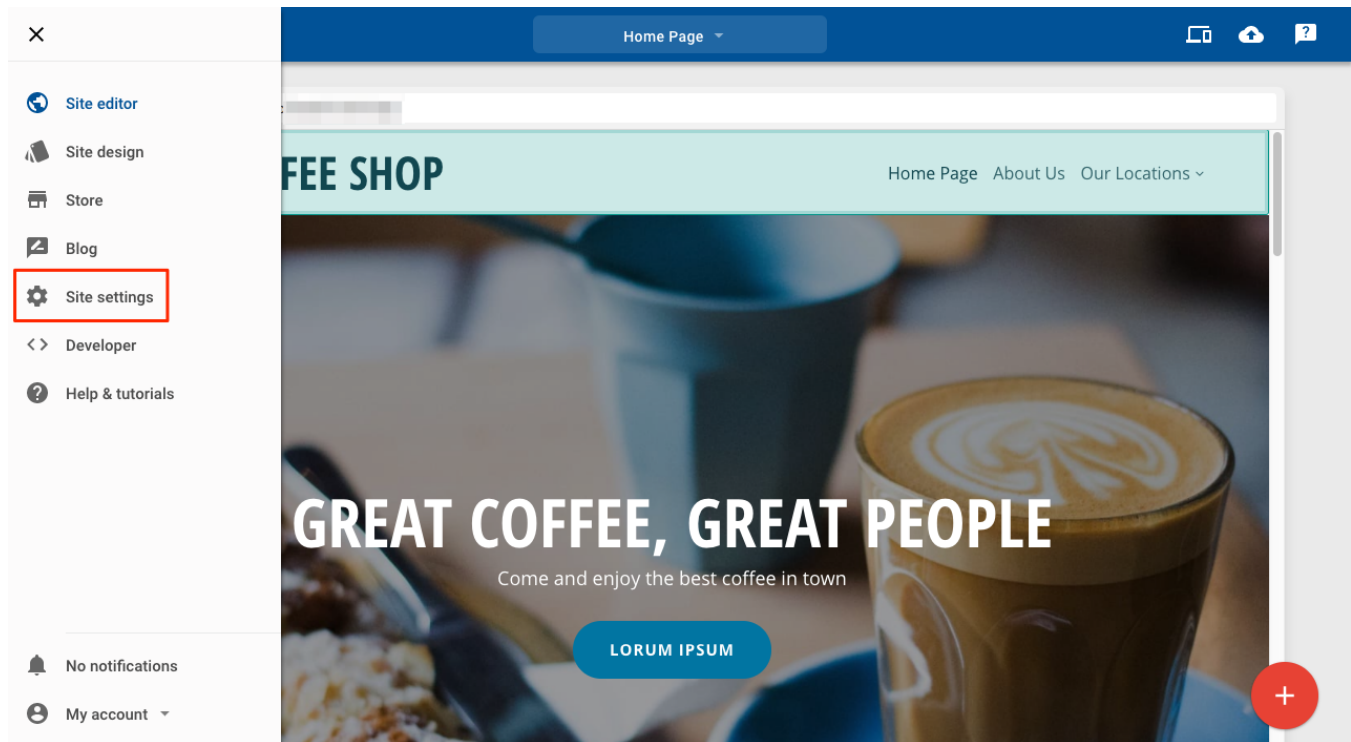 Home Page
?
Site editor
Site design
Store
Blog
Site settings
Developer
? Help & tutorials
No notifications
My account
FEE SHOP
Home Page About Us Our Locations
GREAT COFFEE, GREAT PEOPLE
Come and enjoy the best coffee in town
LORUM IPSUM
+